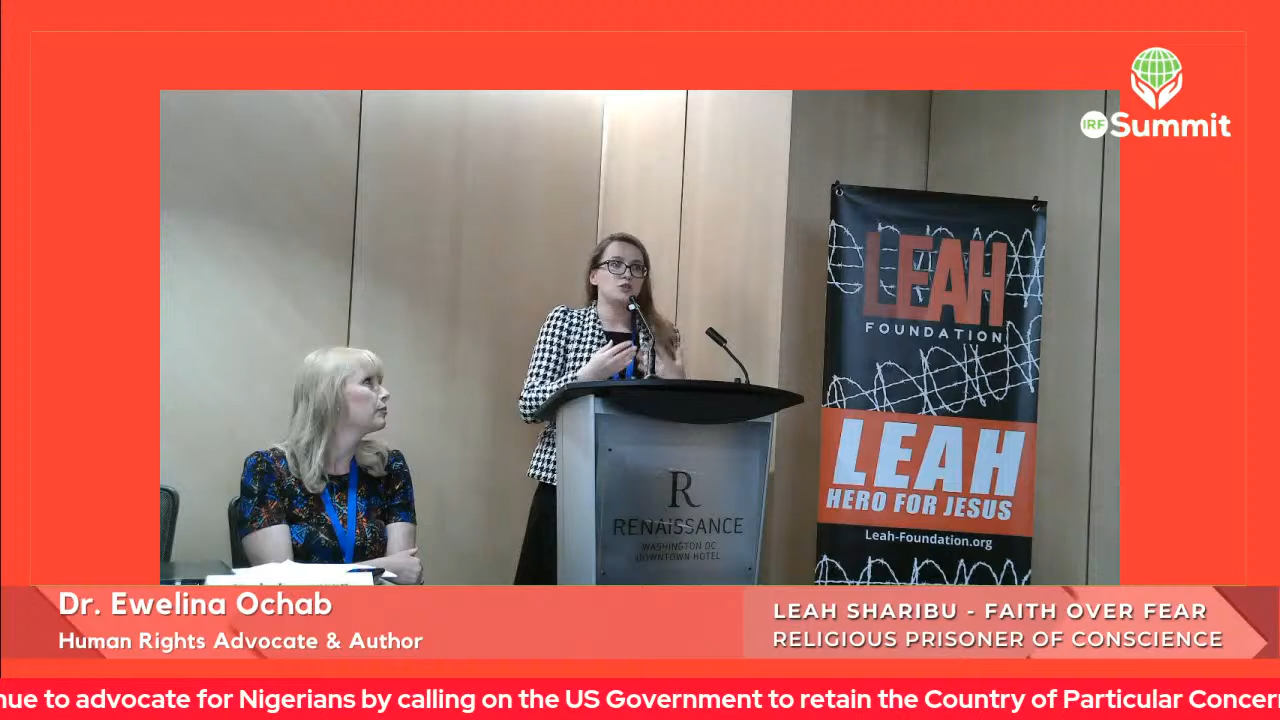 IRF Summit
LEAH
FOUNDATION
LEAH
HERO FOR JESUS
Leah-Foundation.org
R
RENAISSANCE
WASHINGTON DC
DOWNTOWN HOTEL
Dr. Ewelina Ochab
Human Rights Advocate & Author
LEAH SHARIBU - FAITH OVER FEAR
RELIGIOUS PRISONER OF CONSCIENCE
nue to advocate for Nigerians by calling on the US Government to retain the Country of Particular Concer